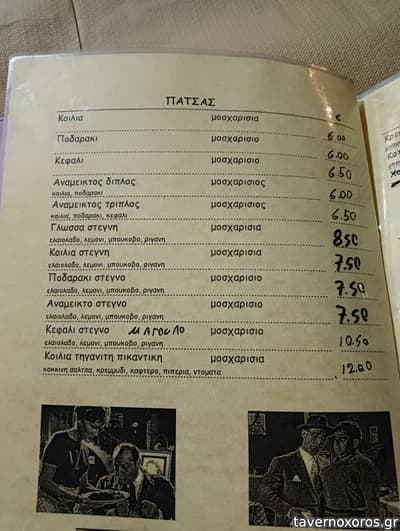 ΠΑΤΣΑΣ
€
Κοιλια μοσχαρισια 6.00
Ποδαρακι μοσχαρισιο 6.00
Κεφαλι μοσχαρισιο 6.50
Αναμεικτος διπλος μοσχαρισιος 6.00
κοιλια, ποδαρακι
Αναμεικτος τριπλος μοσχαρισιος 6.50
κοιλια, ποδαρακι, κεφαλι
Γλωσσα στεγνη μοσχαρισια 8.50
ελαιολαδο, λεμονι, μπουκοβο, ριγανη
Κοιλια στεγνη μοσχαρισια 7.50
ελαιολαδο, λεμονι, μπουκοβο, ριγανη
Ποδαρακι στεγνο μοσχαρισιο 7.50
ελαιολαδο, λεμονι, μπουκοβο, ριγανη
Αναμεικτο στεγνο μοσχαρισιο 7.50
ελαιολαδο, λεμονι, μπουκοβο, ριγανη
Κεφαλι στεγνο ΜΑΓΟΥΛΟ μοσχαρισιο 10.50
ελαιολαδο, λεμονι, μπουκοβο, ριγανη
Κοιλια τηγανιτη πικαντικη μοσχαρισια 12.00
κοκκινη σαλτσα, κρεμμυδι, καφτερο, πιπερια, ντοματα
tavernoxoros.gr